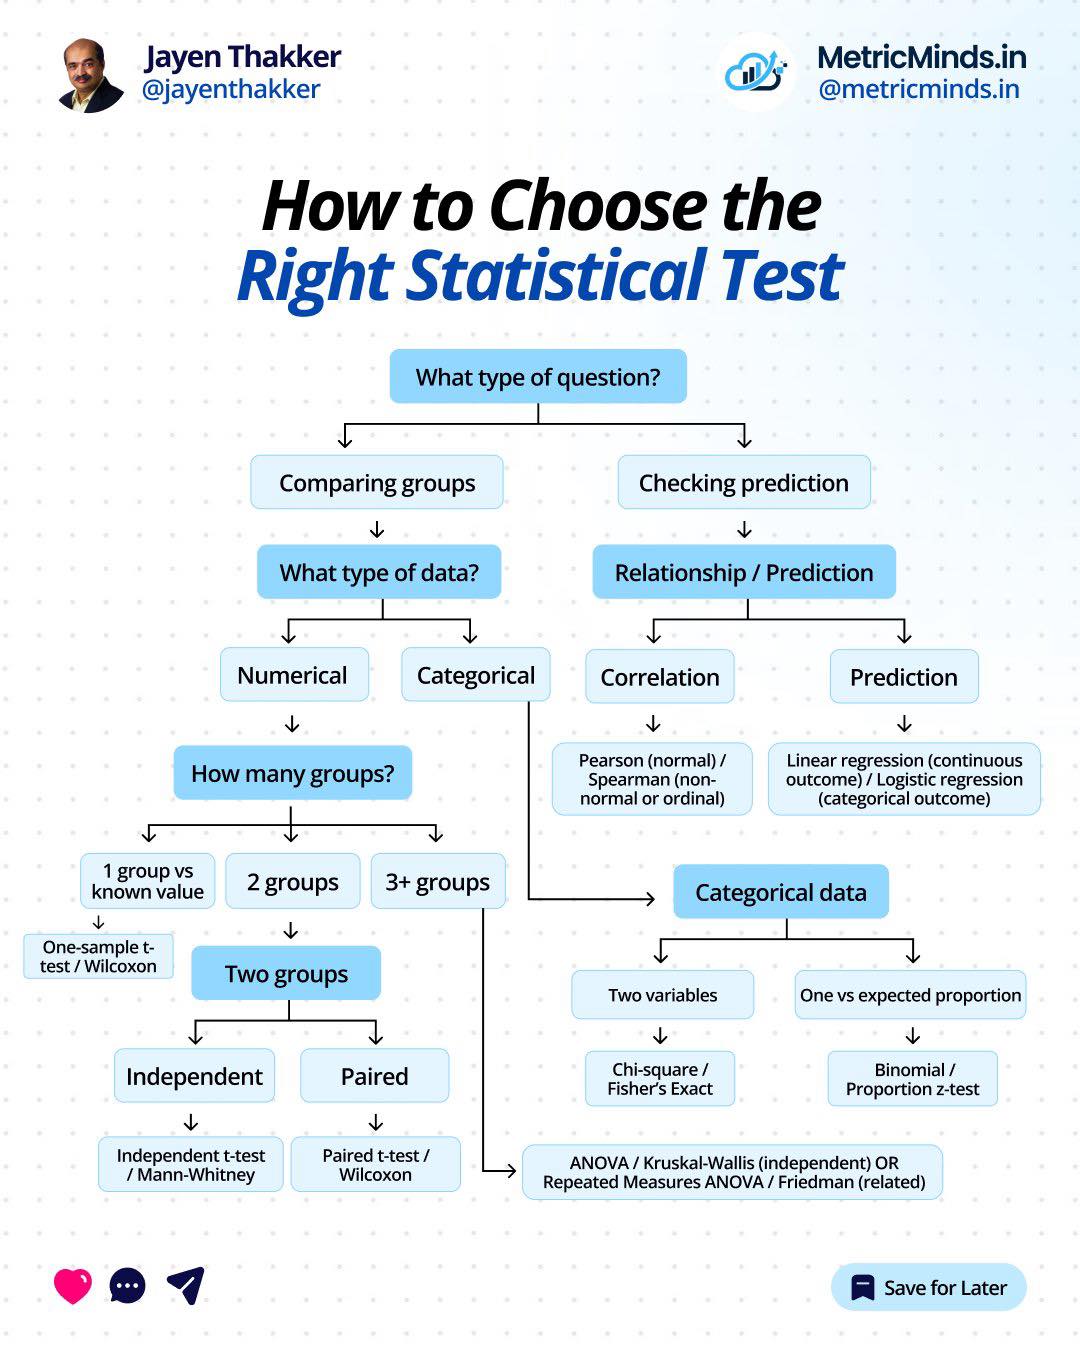 Jayen Thakker
@jayenthakker
MetricMinds.in
@metricminds.in
How to Choose the
Right Statistical Test
What type of question?
Comparing groups
Checking prediction
What type of data?
Relationship / Prediction
Numerical
Categorical
Correlation
Prediction
How many groups?
Pearson (normal) /
Spearman (non-
normal or ordinal)
Linear regression (continuous
outcome) / Logistic regression
(categorical outcome)
1 group vs
known value
2 groups
3+ groups
Categorical data
One-sample t-
test / Wilcoxon
Two groups
Two variables
One vs expected proportion
Independent
Paired
Chi-square /
Fisher's Exact
Binomial /
Proportion z-test
Independent t-test
/ Mann-Whitney
Paired t-test /
Wilcoxon
ANOVA / Kruskal-Wallis (independent) OR
Repeated Measures ANOVA / Friedman (related)
Save for Later